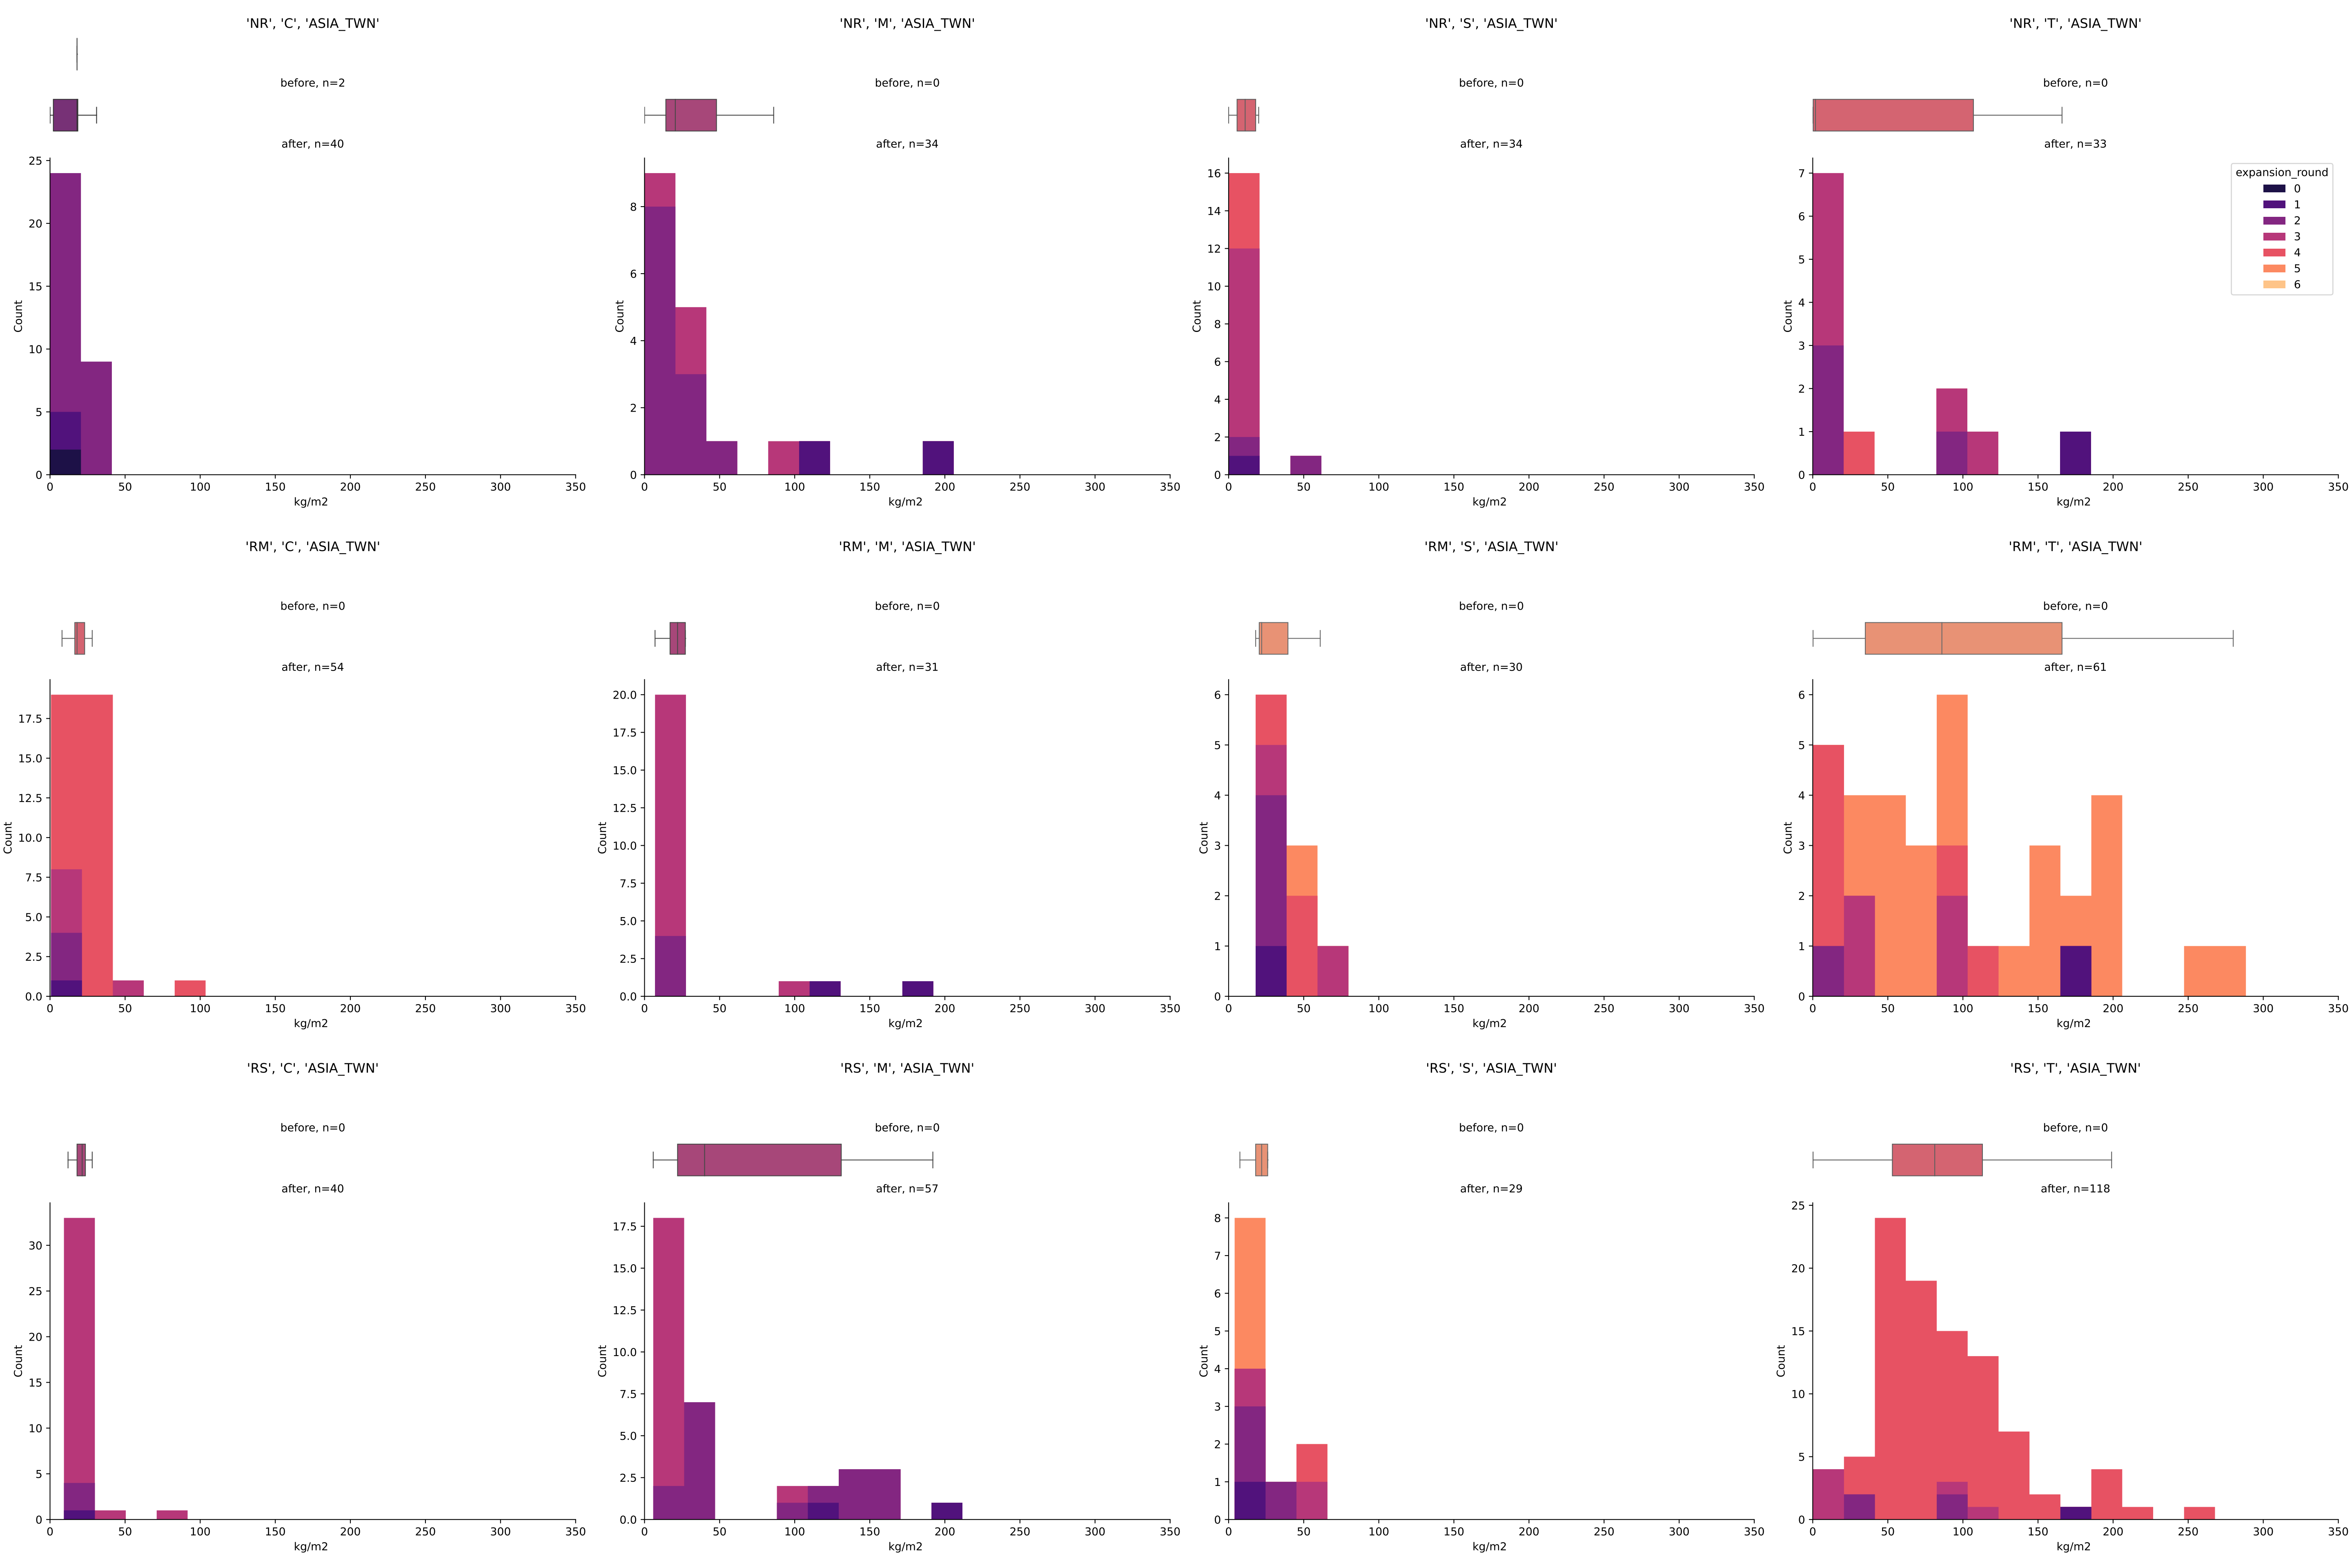 'NR', 'C', 'ASIA_TWN'
before, n=2
after, n=40
25
20
15
10
5
0
Count
0 50 100 150 200 250 300 350
kg/m2
'NR', 'M', 'ASIA_TWN'
before, n=0
after, n=34
8
6
4
2
0
Count
0 50 100 150 200 250 300 350
kg/m2
'NR', 'S', 'ASIA_TWN'
before, n=0
after, n=34
16
14
12
10
8
6
4
2
0
Count
0 50 100 150 200 250 300 350
kg/m2
'NR', 'T', 'ASIA_TWN'
before, n=0
after, n=33
7
6
5
4
3
2
1
0
Count
expansion_round
0
1
2
3
4
5
6
0 50 100 150 200 250 300 350
kg/m2
'RM', 'C', 'ASIA_TWN'
before, n=0
after, n=54
17.5
15.0
12.5
10.0
7.5
5.0
2.5
0.0
Count
0 50 100 150 200 250 300 350
kg/m2
'RM', 'M', 'ASIA_TWN'
before, n=0
after, n=31
20.0
17.5
15.0
12.5
10.0
7.5
5.0
2.5
0.0
Count
0 50 100 150 200 250 300 350
kg/m2
'RM', 'S', 'ASIA_TWN'
before, n=0
after, n=30
6
5
4
3
2
1
0
Count
0 50 100 150 200 250 300 350
kg/m2
'RM', 'T', 'ASIA_TWN'
before, n=0
after, n=61
6
5
4
3
2
1
0
Count
0 50 100 150 200 250 300 350
kg/m2
'RS', 'C', 'ASIA_TWN'
before, n=0
after, n=40
30
25
20
15
10
5
0
Count
0 50 100 150 200 250 300 350
kg/m2
'RS', 'M', 'ASIA_TWN'
before, n=0
after, n=57
17.5
15.0
12.5
10.0
7.5
5.0
2.5
0.0
Count
0 50 100 150 200 250 300 350
kg/m2
'RS', 'S', 'ASIA_TWN'
before, n=0
after, n=29
8
7
6
5
4
3
2
1
0
Count
0 50 100 150 200 250 300 350
kg/m2
'RS', 'T', 'ASIA_TWN'
before, n=0
after, n=118
25
20
15
10
5
0
Count
0 50 100 150 200 250 300 350
kg/m2